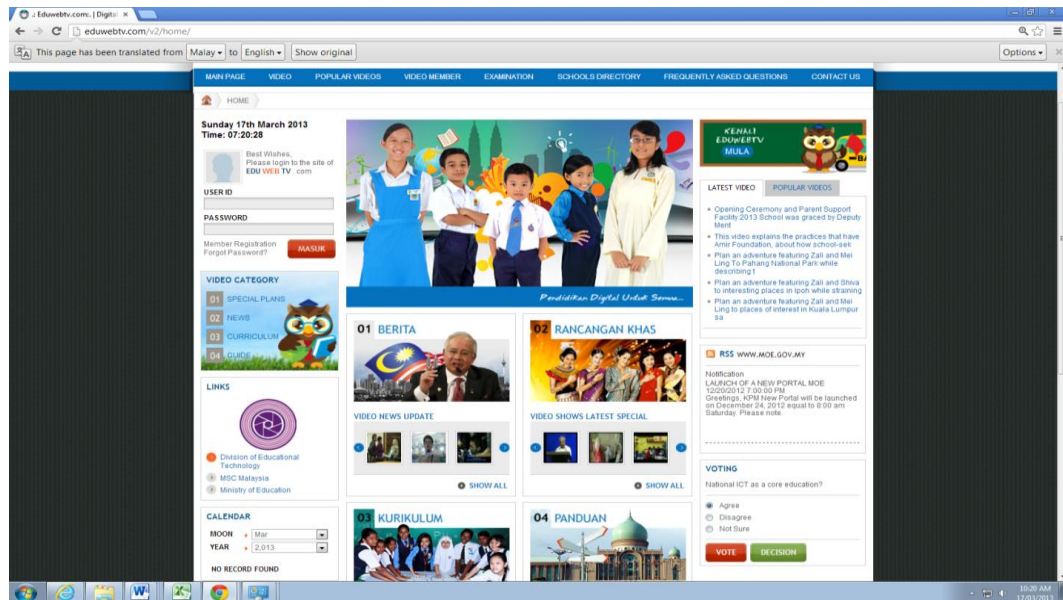 .: Eduwebtv.com:. | Digital
eduwebtv.com/v2/home/
This page has been translated from Malay to English Show original Options
MAIN PAGE VIDEO POPULAR VIDEOS VIDEO MEMBER EXAMINATION SCHOOLS DIRECTORY FREQUENTLY ASKED QUESTIONS CONTACT US
HOME
Sunday 17th March 2013
Time: 07:20:28
Best Wishes,
Please login to the site of
EDU WEB TV . com
USER ID
PASSWORD
Member Registration
Forgot Password?
MASUK
VIDEO CATEGORY
01 SPECIAL PLANS
02 NEWS
03 CURRICULUM
04 GUIDE
LINKS
Division of Educational
Technology
MSC Malaysia
Ministry of Education
CALENDAR
MOON Mar
YEAR 2,013
NO RECORD FOUND
Pendidikan Digital Untuk Semua...
01 BERITA
VIDEO NEWS UPDATE
SHOW ALL
02 RANCANGAN KHAS
VIDEO SHOWS LATEST SPECIAL
SHOW ALL
03 KURIKULUM
04 PANDUAN
KENALI
EDUWEBTV
MULA
LATEST VIDEO POPULAR VIDEOS
Opening Ceremony and Parent Support
Facility 2013 School was graced by Deputy
Ment
This video explains the practices that have
Amir Foundation, about how school-sek
Plan an adventure featuring Zali and Mei
Ling To Pahang National Park while
describing t
Plan an adventure featuring Zali and Shiva
to interesting places in Ipoh while straining
Plan an adventure featuring Zali and Mei
Ling to places of interest in Kuala Lumpur
sa
RSS WWW.MOE.GOV.MY
Notification
LAUNCH OF A NEW PORTAL MOE
12/20/2012 7:00:00 PM
Greetings, KPM New Portal will be launched
on December 24, 2012 equal to 8:00 am
Saturday. Please note.
VOTING
National ICT as a core education?
Agree
Disagree
Not Sure
VOTE DECISION
10:20 AM
17/03/2013